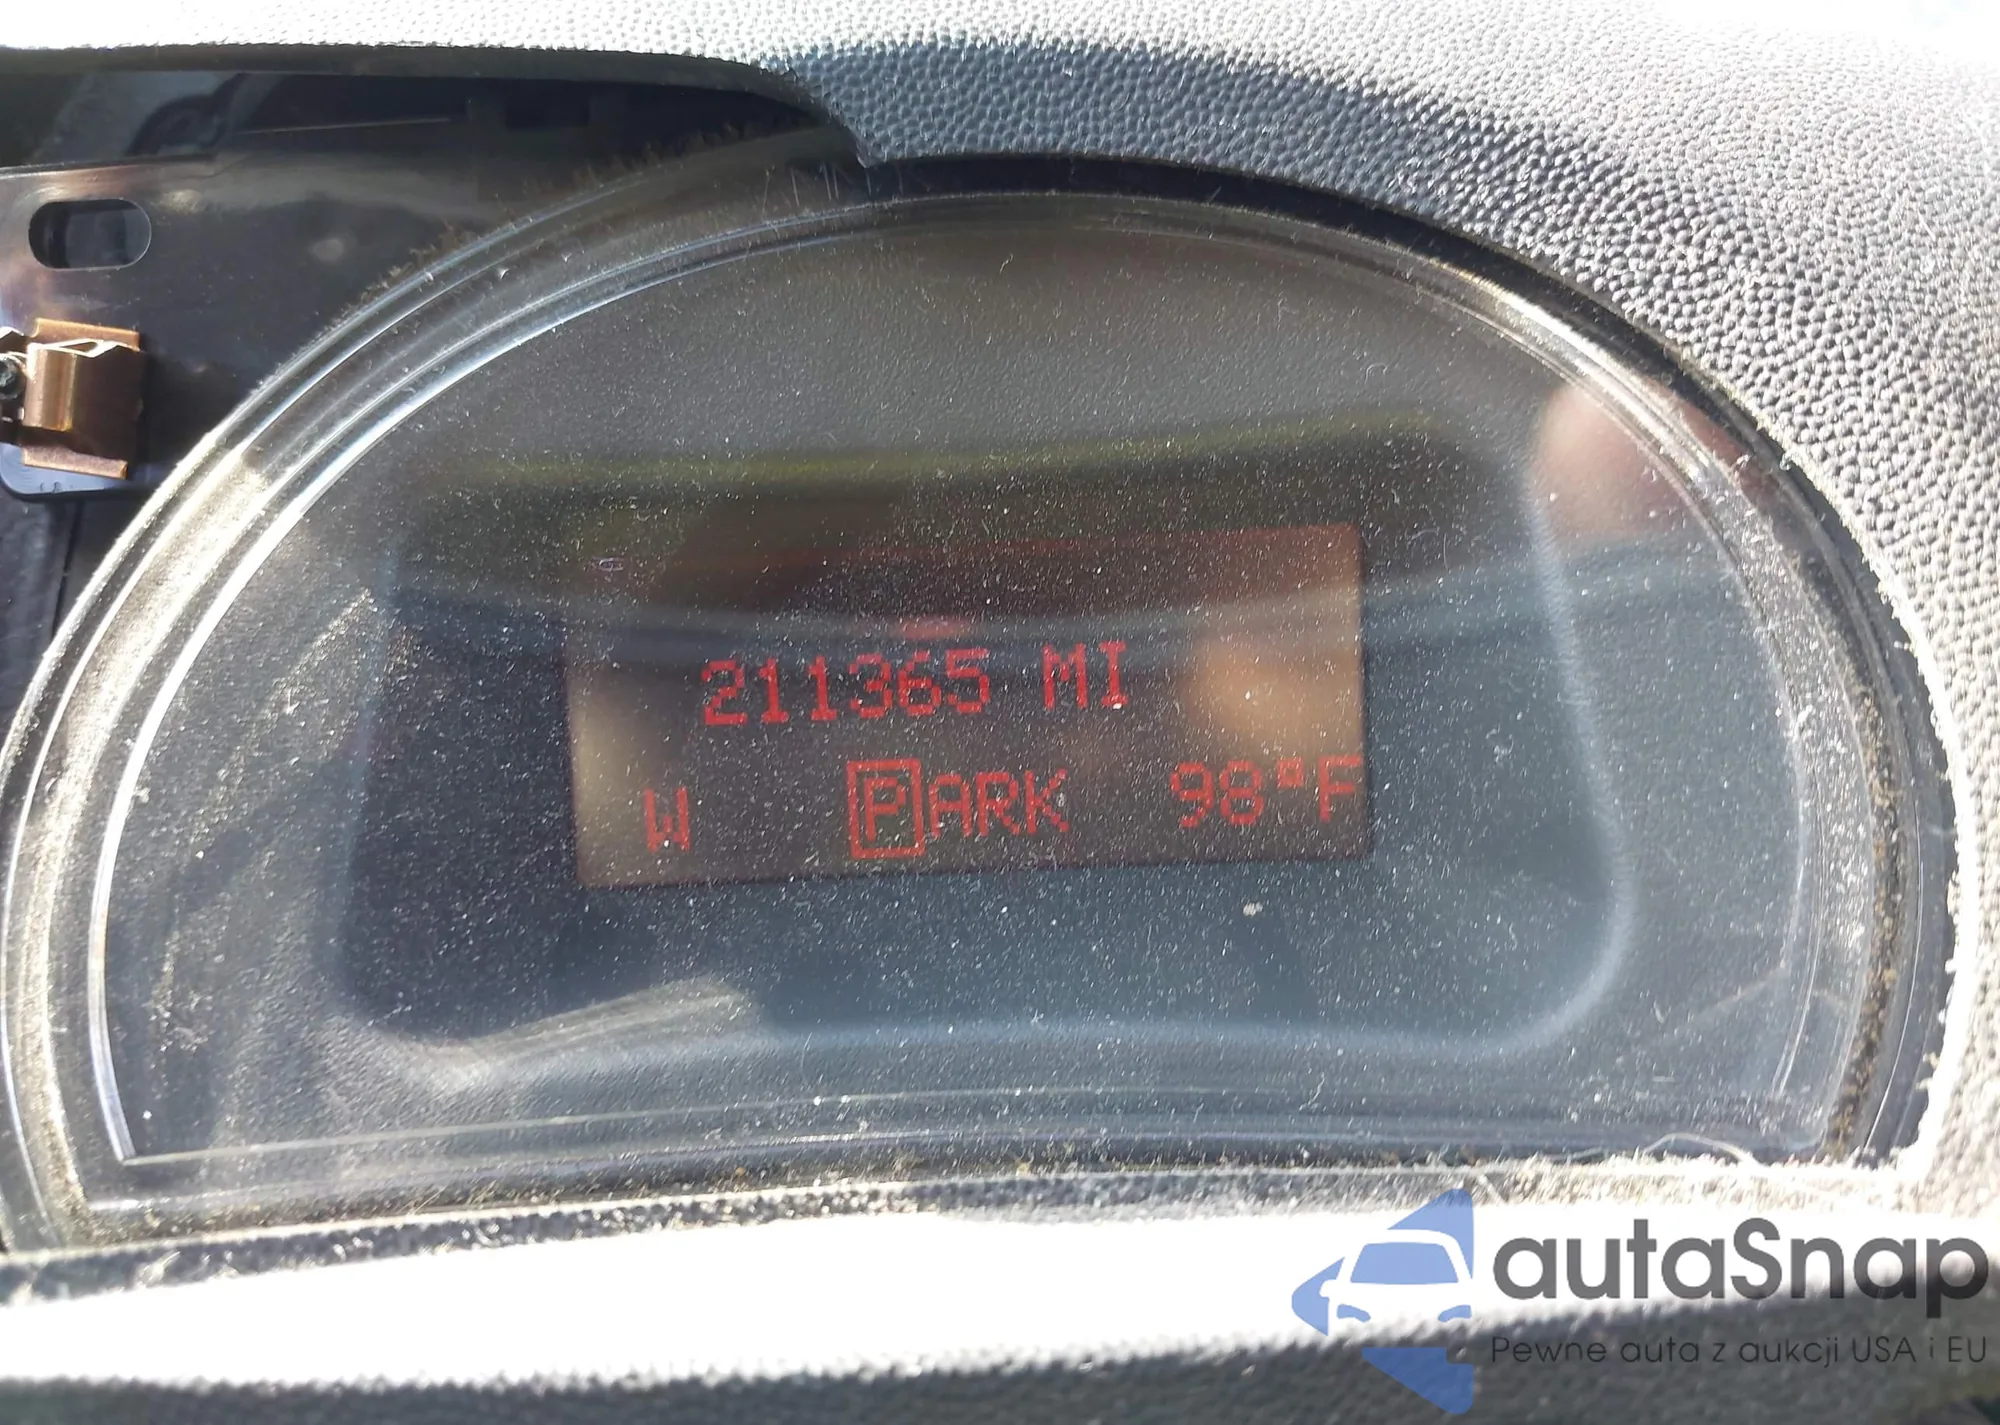 211365 MI
W PARK 98°F
autaSnap
Pewne auta z aukcji USA i EU